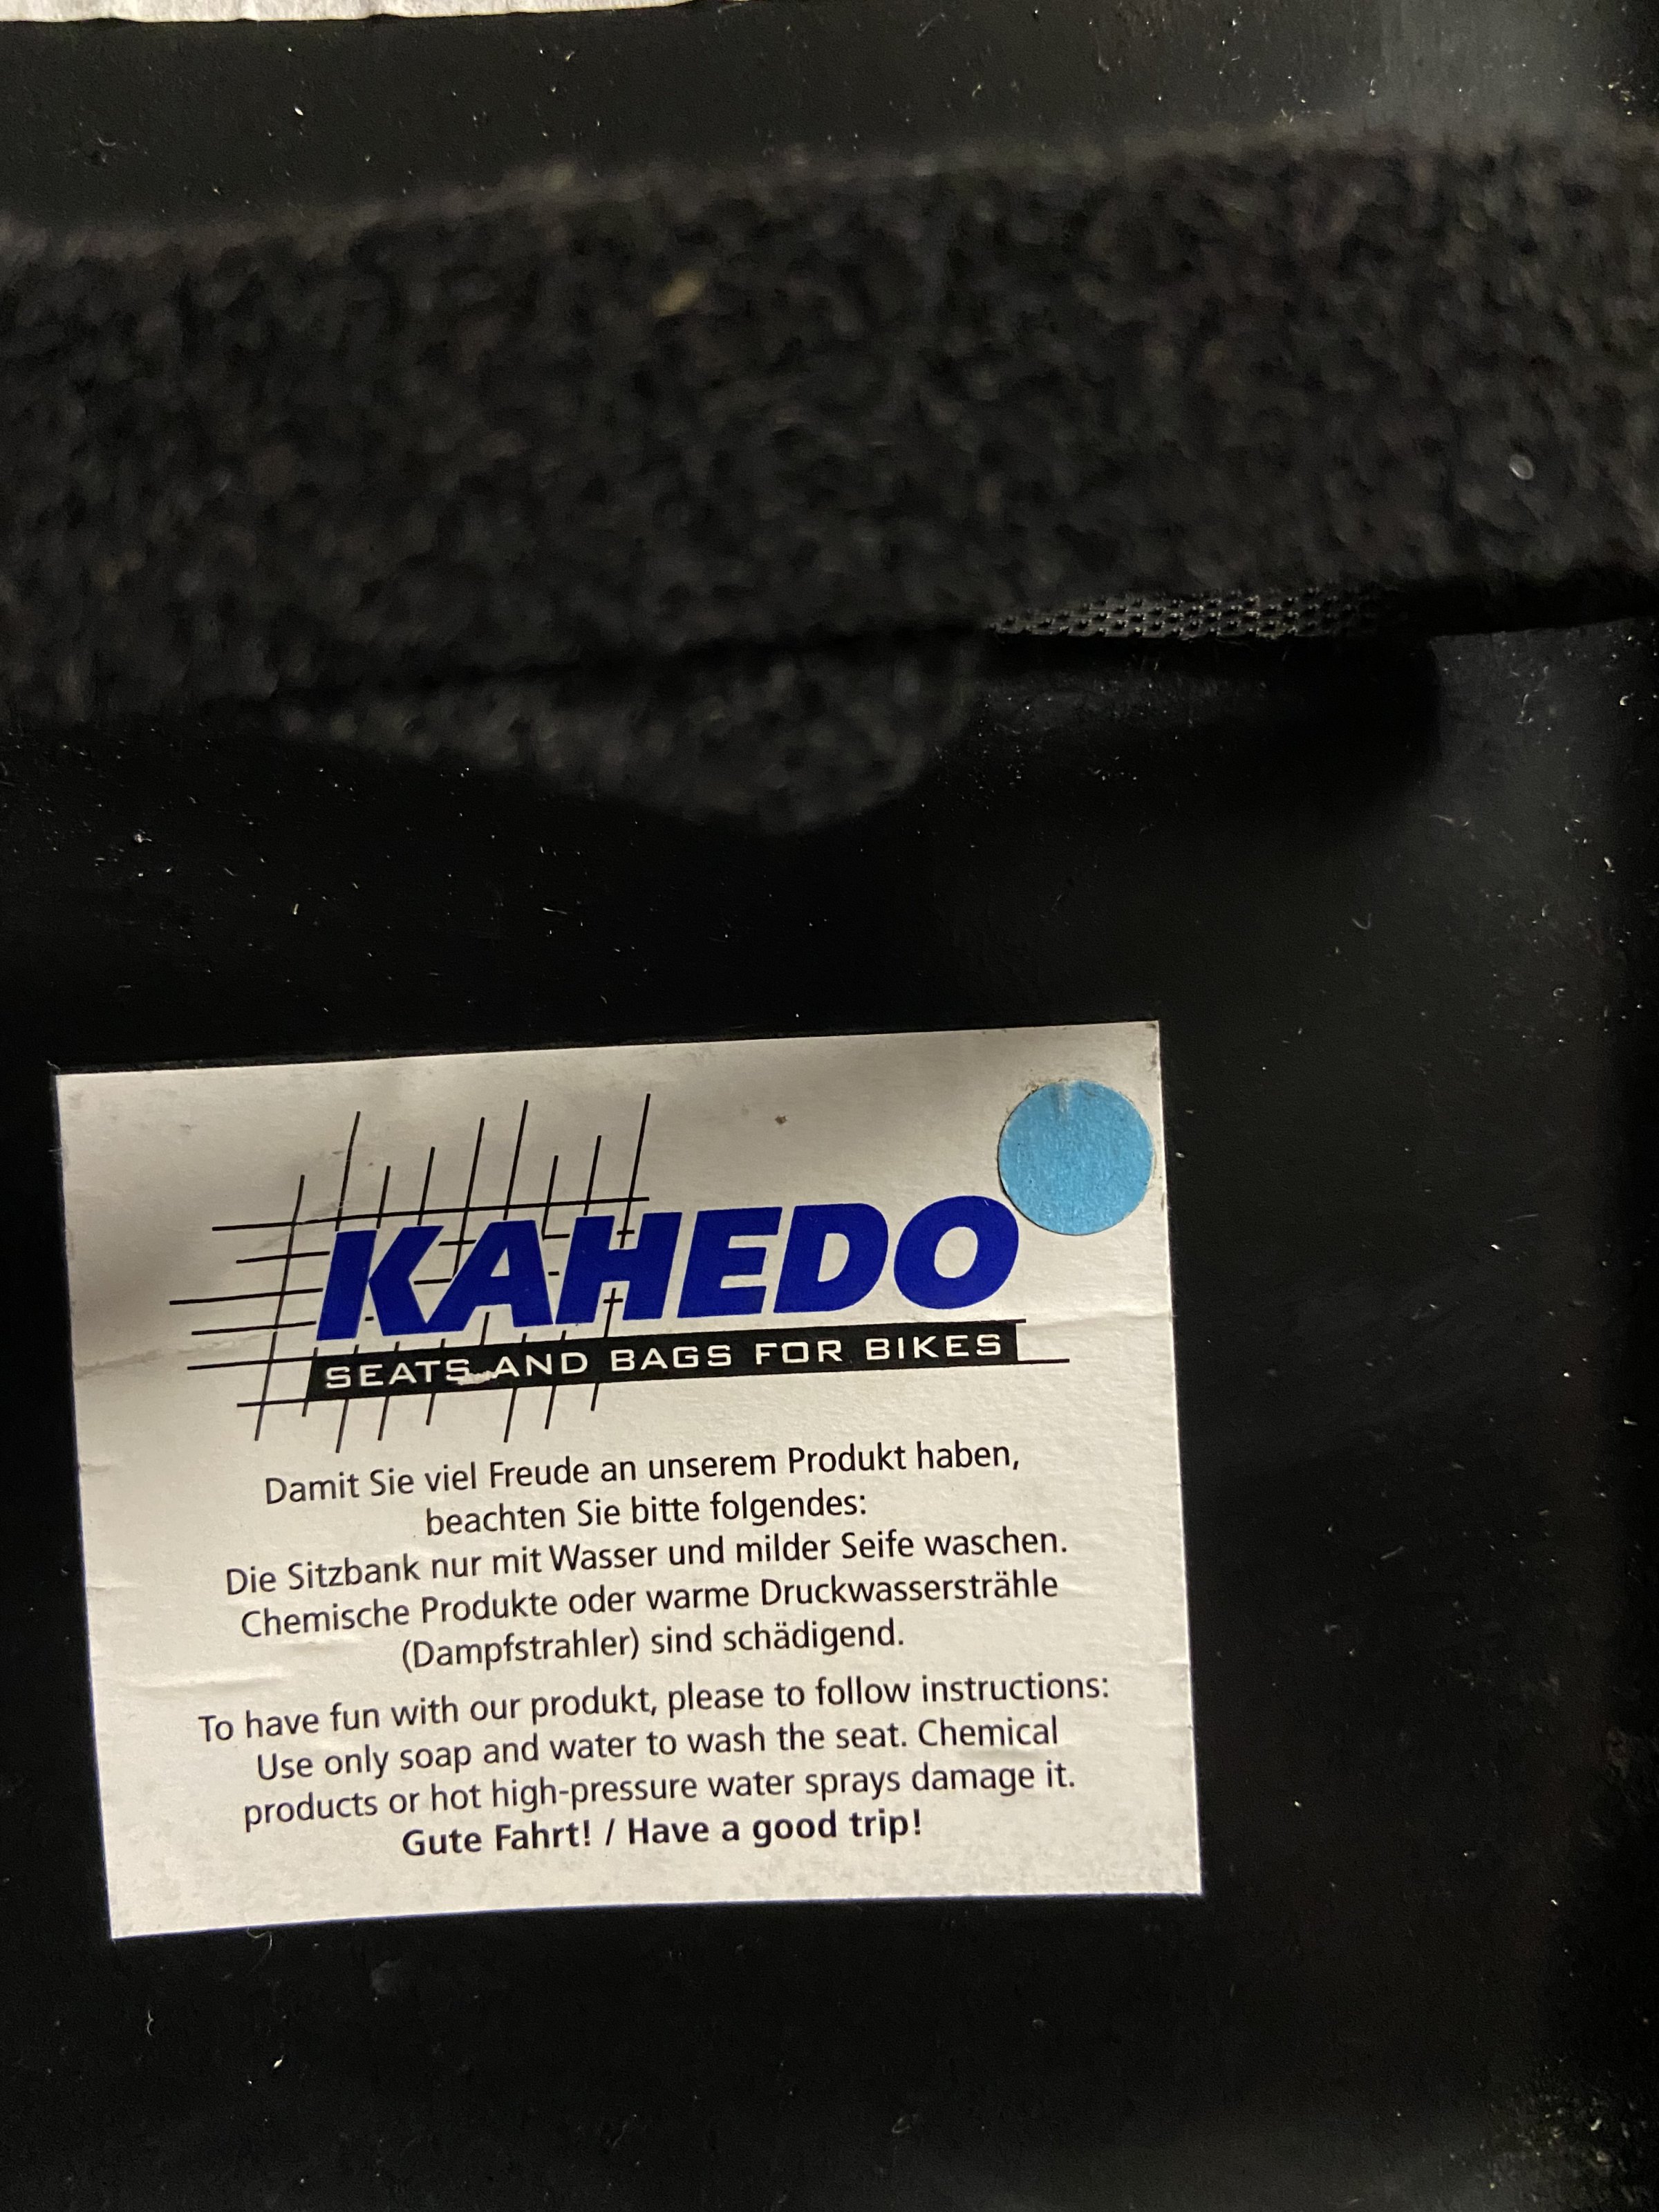 KAHEDO
SEATS AND BAGS FOR BIKES
Damit Sie viel Freude an unserem Produkt haben,
beachten Sie bitte folgendes:
Die Sitzbank nur mit Wasser und milder Seife waschen.
Chemische Produkte oder warme Druckwassersträhle
(Dampfstrahler) sind schädigend.
To have fun with our produkt, please to follow instructions:
Use only soap and water to wash the seat. Chemical
products or hot high-pressure water sprays damage it.
Gute Fahrt! / Have a good trip!